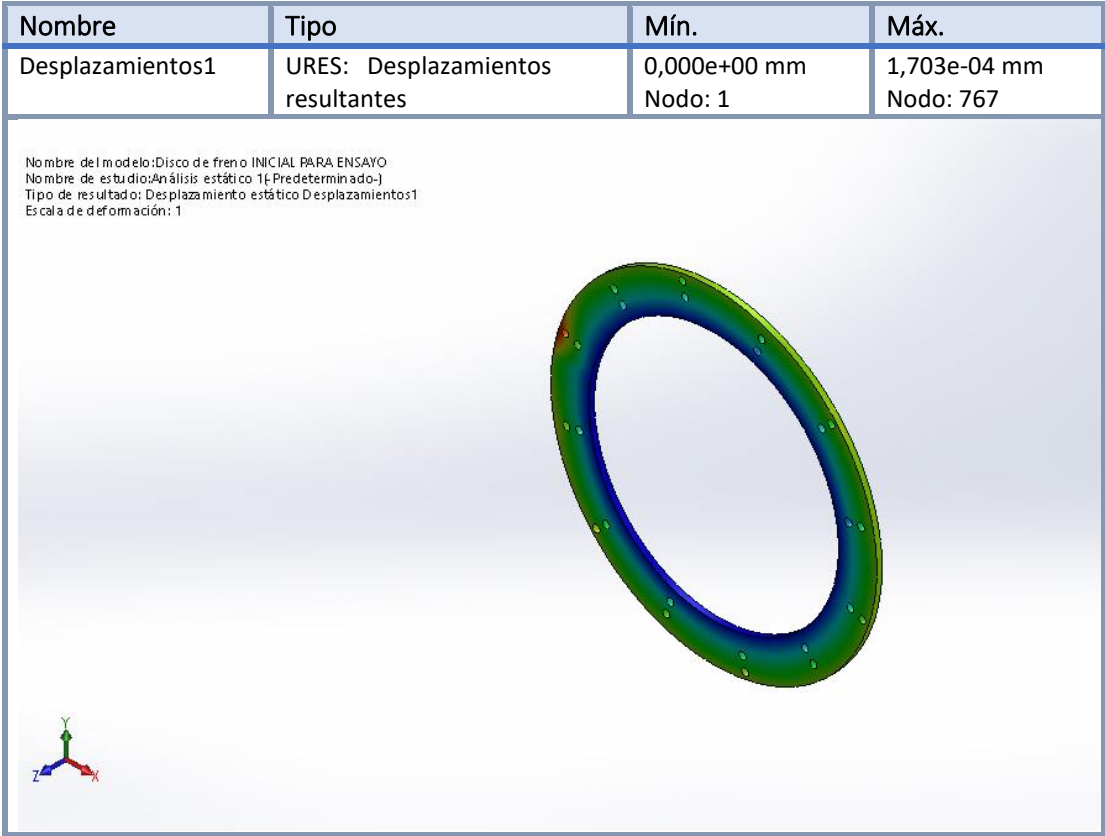 Nombre Tipo Mín. Máx.
Desplazamientos1 URES: Desplazamientos resultantes 0,000e+00 mm Nodo: 1 1,703e-04 mm Nodo: 767
Nombre del modelo:Disco de freno INICIAL PARA ENSAYO
Nombre de estudio:Análisis estático 1(-Predeterminado-)
Tipo de resultado: Desplazamiento estático Desplazamientos1
Escala de deformación: 1
Y
Z X